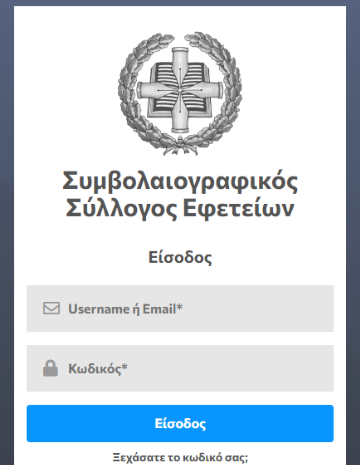 Συμβολαιογραφικός
Σύλλογος Εφετείων
Είσοδος
Username ή Email*
Κωδικός*
Είσοδος
Ξεχάσατε το κωδικό σας;